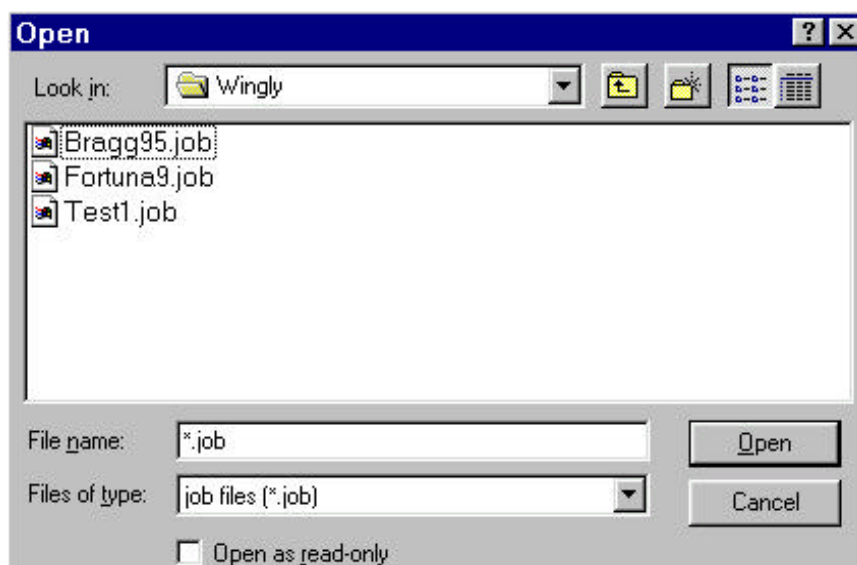 Open
Look in: Wingly
Bragg95.job
Fortuna9.job
Test1.job
File name: *.job Open
Files of type: job files (*.job) Cancel
Open as read-only